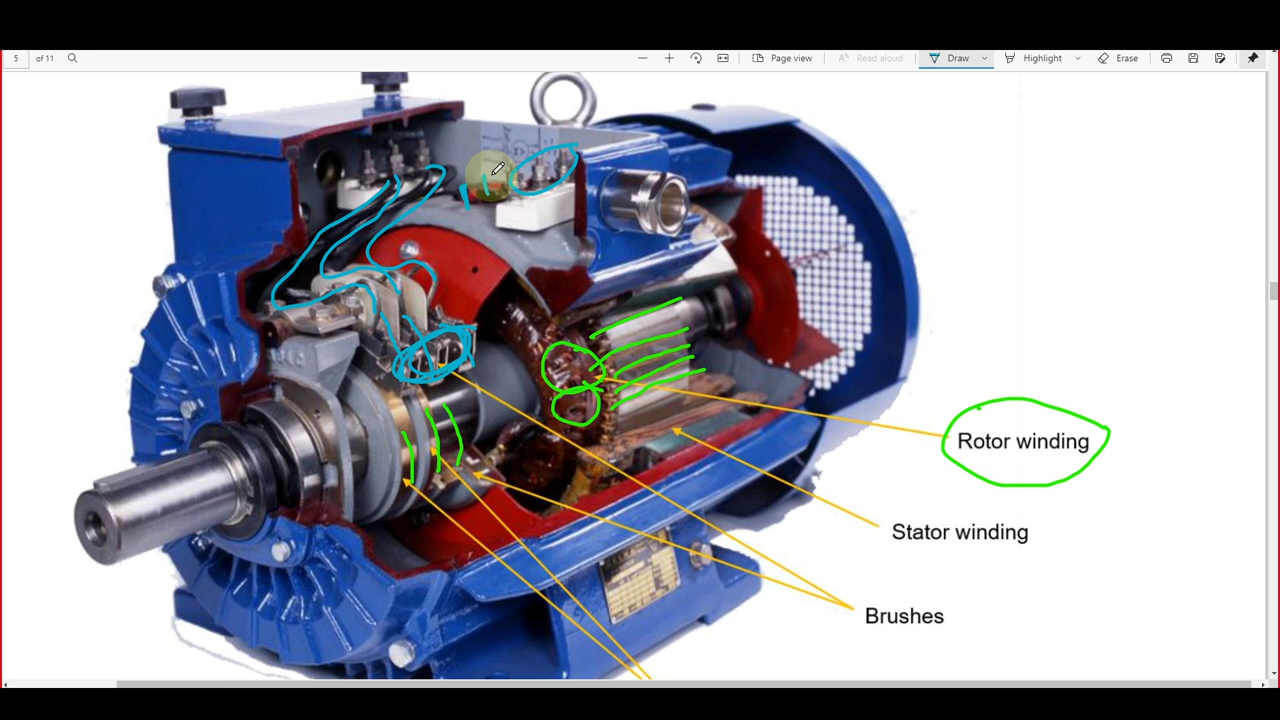 5 of 11
Page view
Read aloud
Draw
Highlight
Erase
Rotor winding
Stator winding
Brushes